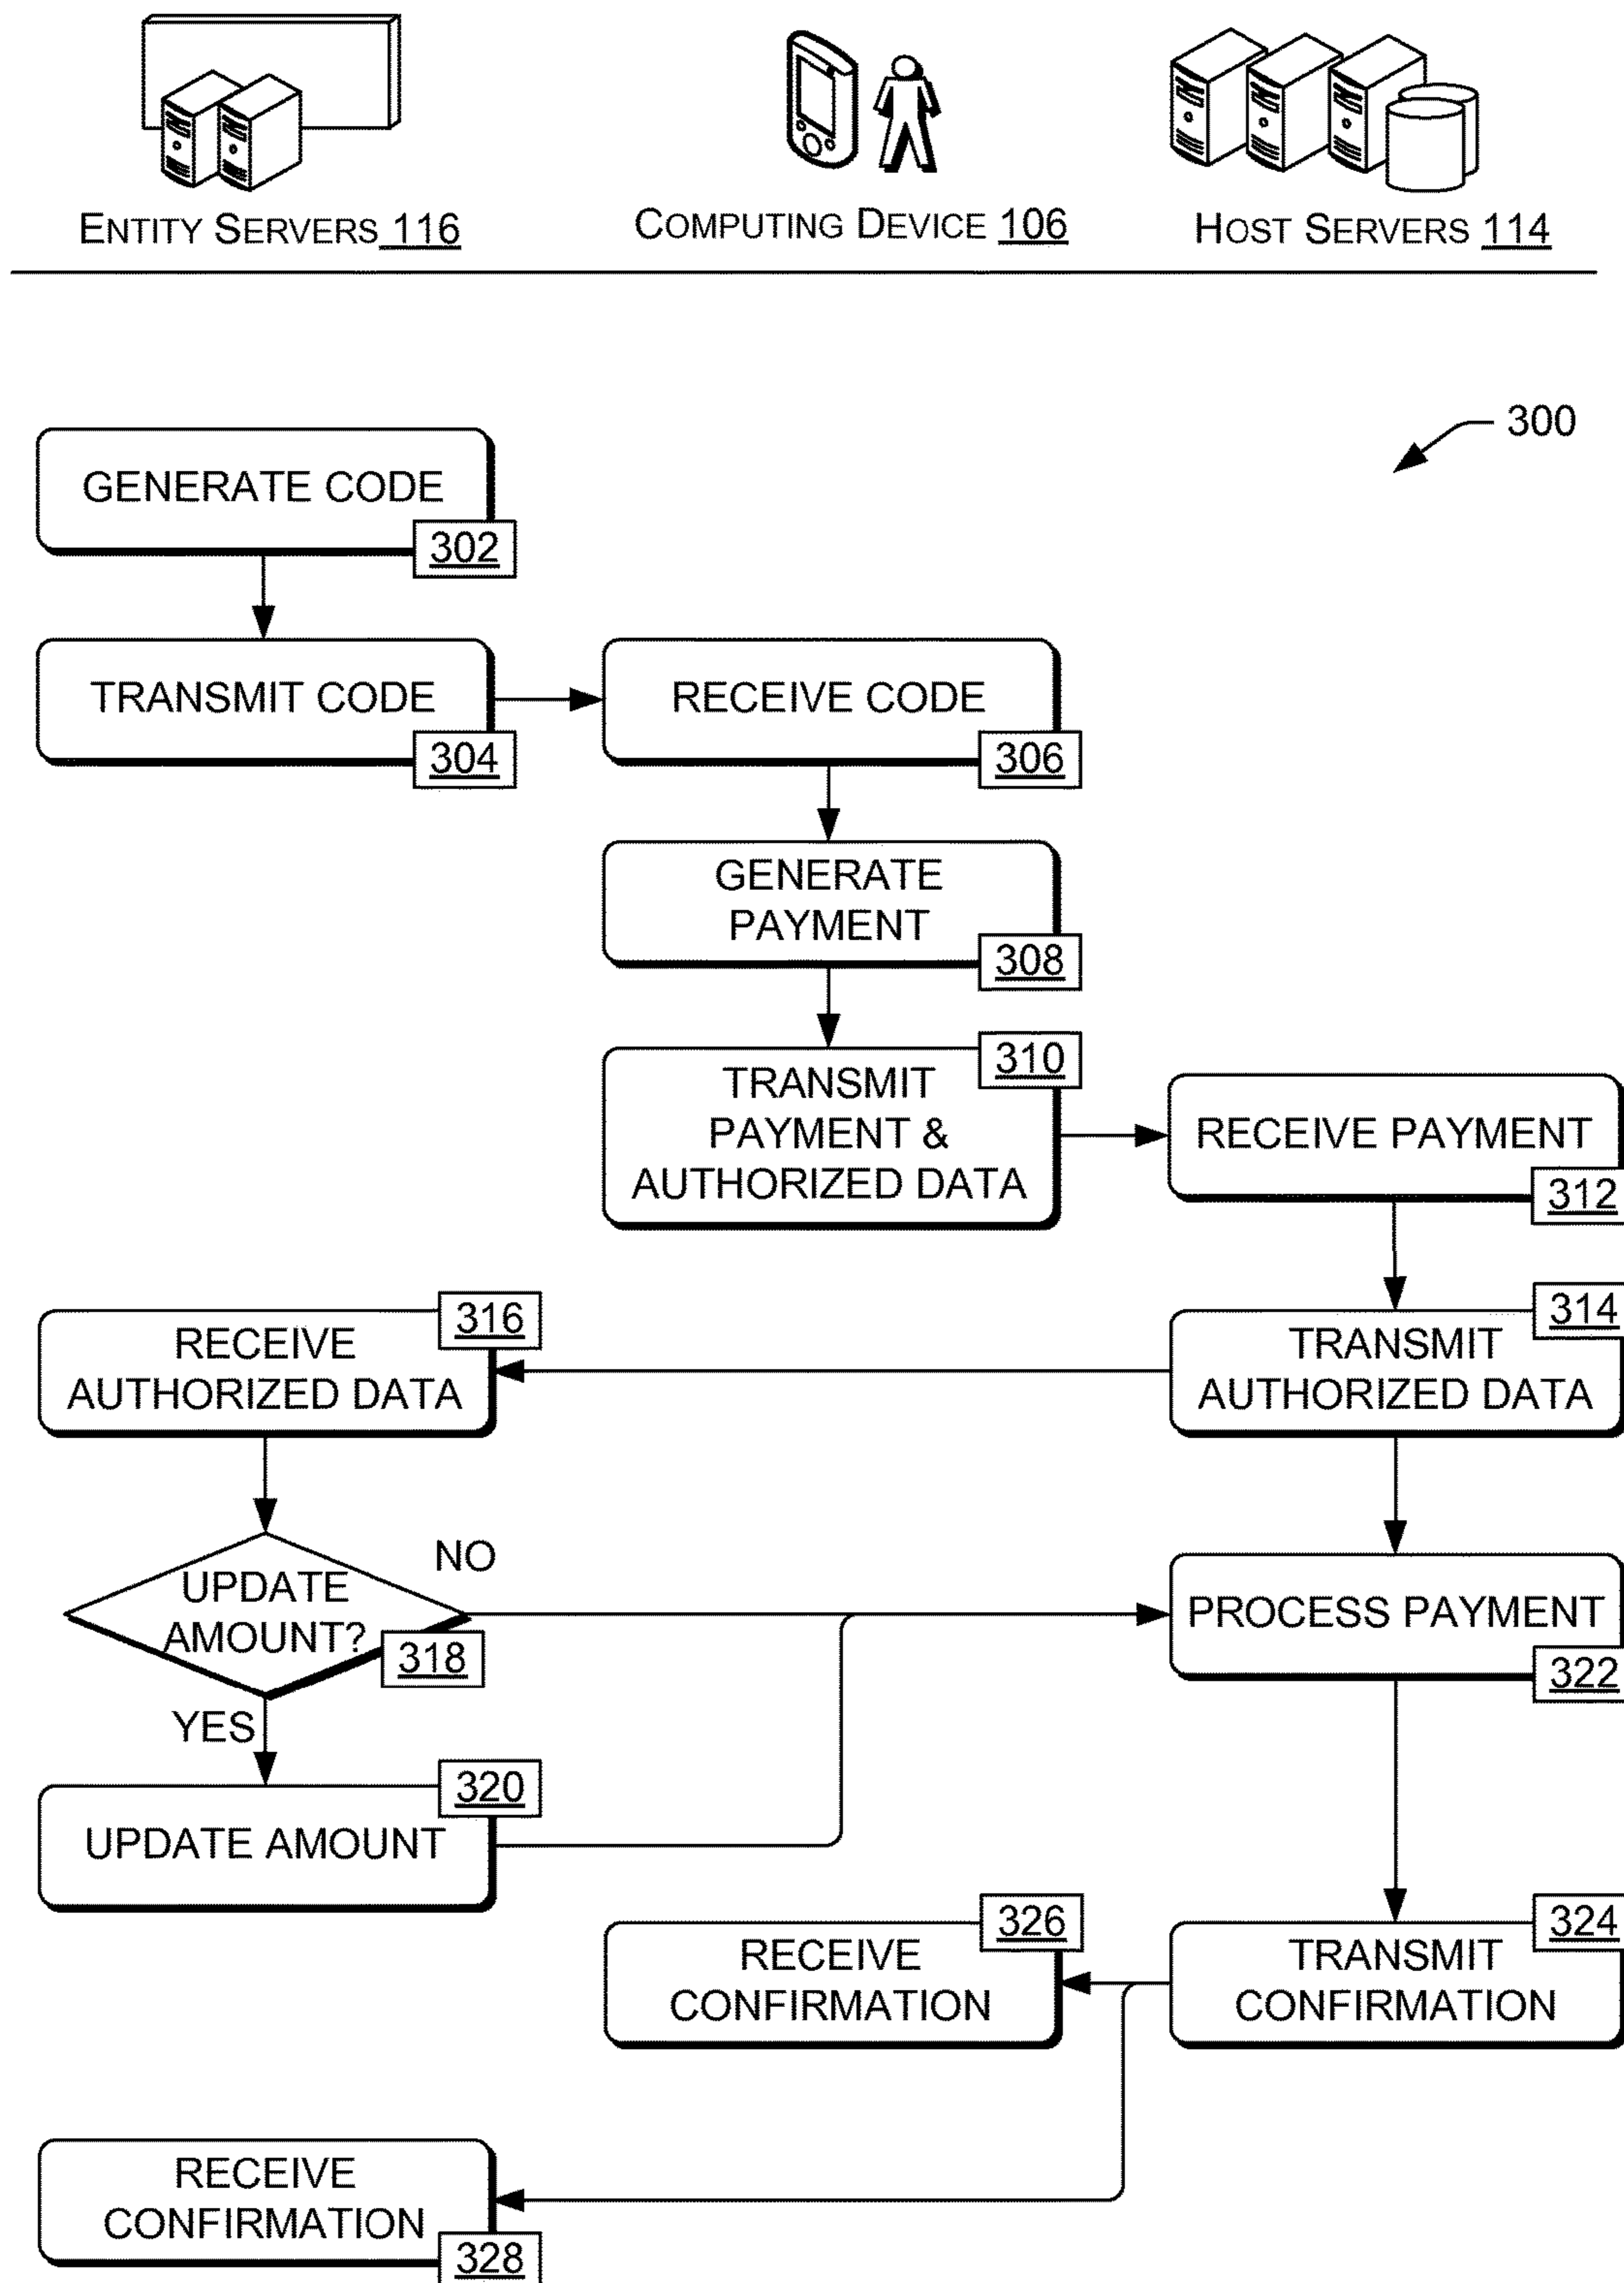 ENTITY SERVERS 116
COMPUTING DEVICE 106
HOST SERVERS 114
300
GENERATE CODE
302
TRANSMIT CODE
304
RECEIVE CODE
306
GENERATE
PAYMENT
308
310
TRANSMIT
PAYMENT &
AUTHORIZED DATA
RECEIVE PAYMENT
312
314
TRANSMIT
AUTHORIZED DATA
316
RECEIVE
AUTHORIZED DATA
UPDATE
AMOUNT?
318
NO
YES
320
UPDATE AMOUNT
PROCESS PAYMENT
322
324
TRANSMIT
CONFIRMATION
326
RECEIVE
CONFIRMATION
RECEIVE
CONFIRMATION
328